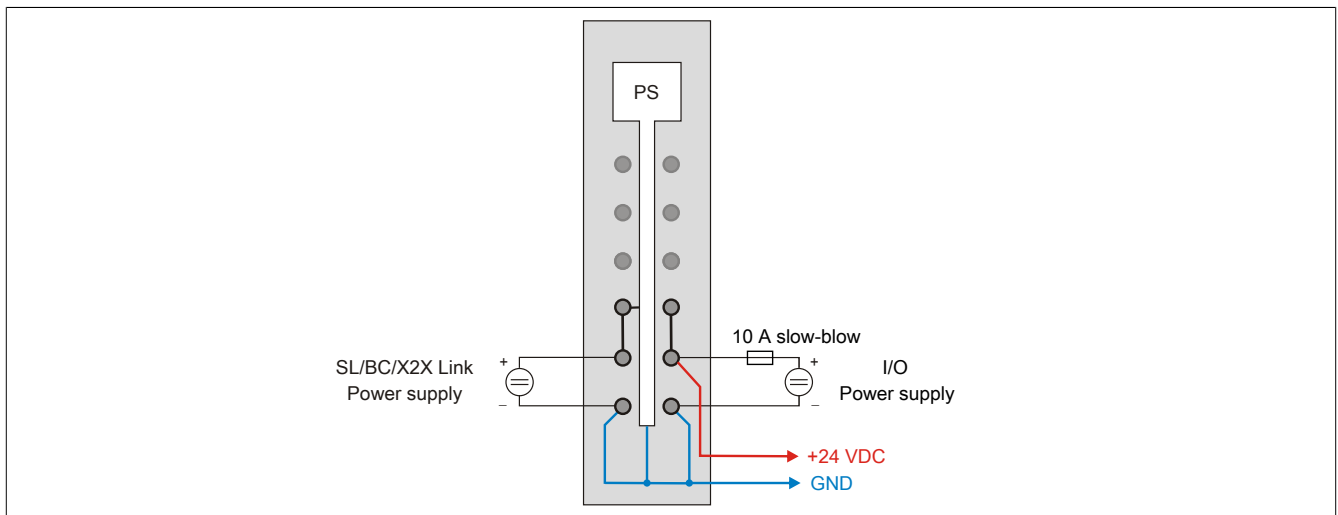 PS
10 A slow-blow
SL/BC/X2X Link
Power supply
+
−
+
−
I/O
Power supply
+24 VDC
GND